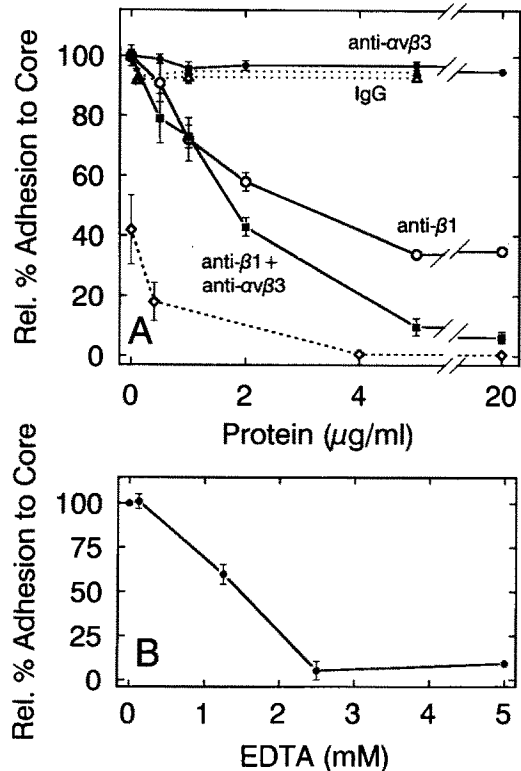 Rel. % Adhesion to Core
100
80
60
40
20
0
A
anti-αvβ3
IgG
anti-β1
anti-β1 +
anti-αvβ3
0
2
4
20
Protein (μg/ml)
Rel. % Adhesion to Core
100
75
50
25
0
B
0
1
2
3
4
5
EDTA (mM)